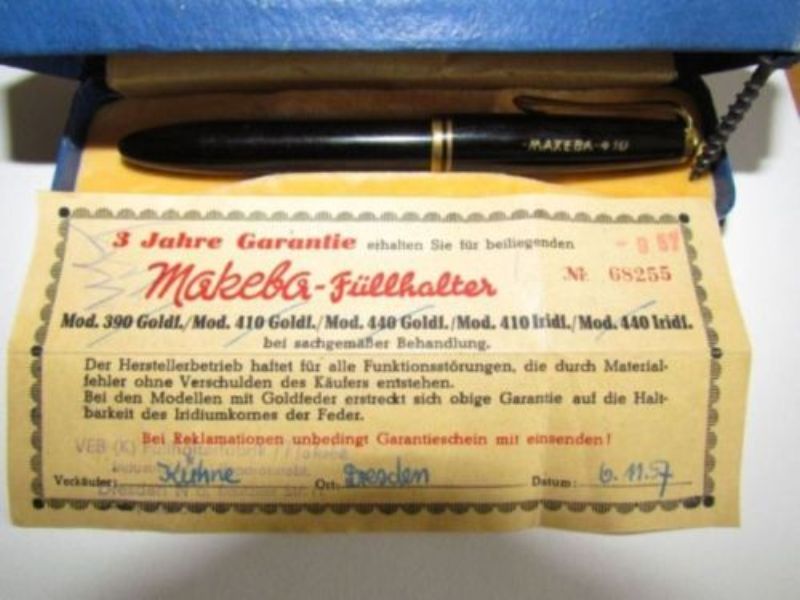 MAKEBA 410
3 Jahre Garantie erhalten Sie für beiliegenden
- 9 57
Makeba-Füllhalter
№ 68255
Mod. 390 Goldf./Mod. 410 Goldf./Mod. 440 Goldf./Mod. 410 Iridf./Mod. 440 Iridf.
bei sachgemäßer Behandlung.
Der Herstellerbetrieb haftet für alle Funktionsstörungen, die durch Material-
fehler ohne Verschulden des Käufers entstehen.
Bei den Modellen mit Goldfeder erstreckt sich obige Garantie auf die Halt-
barkeit des Iridiumkornes der Feder.
Bei Reklamationen unbedingt Garantieschein mit einsenden!
VEB (K) Füllhalterfabrik Makeba
Verkäufer: Kühne Ort: Dresden Datum: 6.11.57
Dresden N